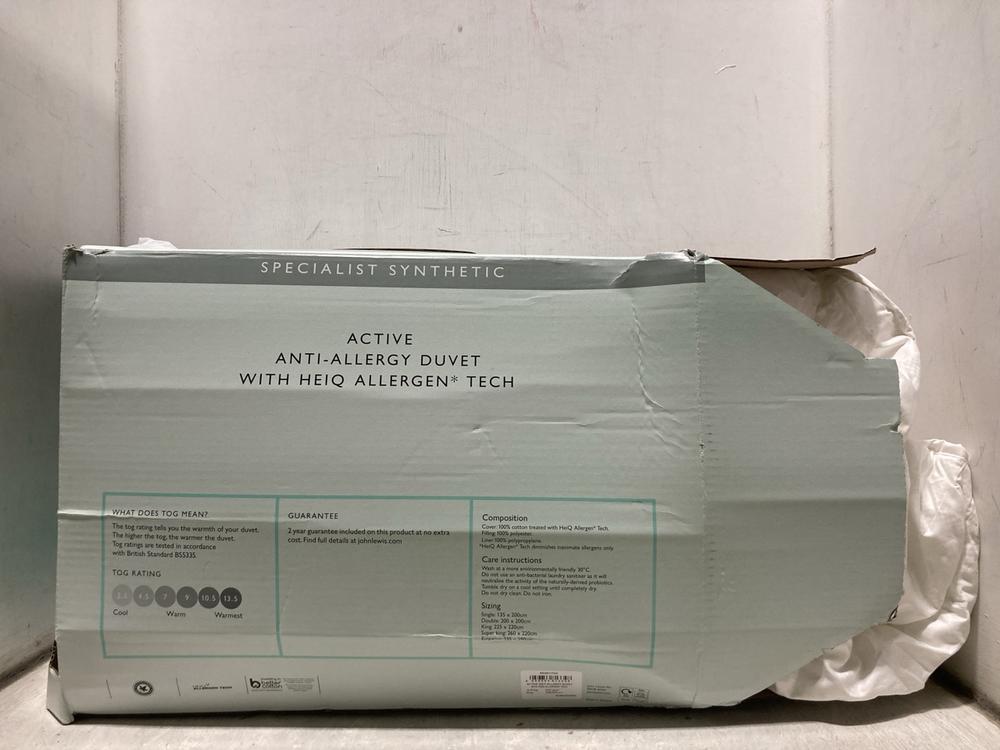 SPECIALIST SYNTHETIC
ACTIVE
ANTI-ALLERGY DUVET
WITH HEIQ ALLERGEN* TECH
WHAT DOES TOG MEAN?
The tog rating tells you the warmth of your duvet.
The higher the tog, the warmer the duvet.
Tog ratings are tested in accordance
with British Standard BS5335.
TOG RATING
4.5 7 9 10.5 13.5
Cool Warm Warmest
GUARANTEE
2 year guarantee included on this product at no extra
cost. Find full details at johnlewis.com
Composition
Cover: 100% cotton treated with HeiQ Allergen* Tech.
Filling: 100% polyester.
Liner: 100% polypropylene.
*HeiQ Allergen* Tech diminishes inanimate allergens only.
Care instructions
Wash at a more environmentally friendly 30°C.
Do not use an anti-bacterial laundry sanitiser as it will
neutralise the activity of the naturally-derived probiotics.
Tumble dry on a cool setting until completely dry.
Do not dry clean. Do not iron.
Sizing
Single: 135 x 200cm
Double: 200 x 200cm
King: 225 x 220cm
Super king: 260 x 220cm
ALLERGEN TECH
better
cotton